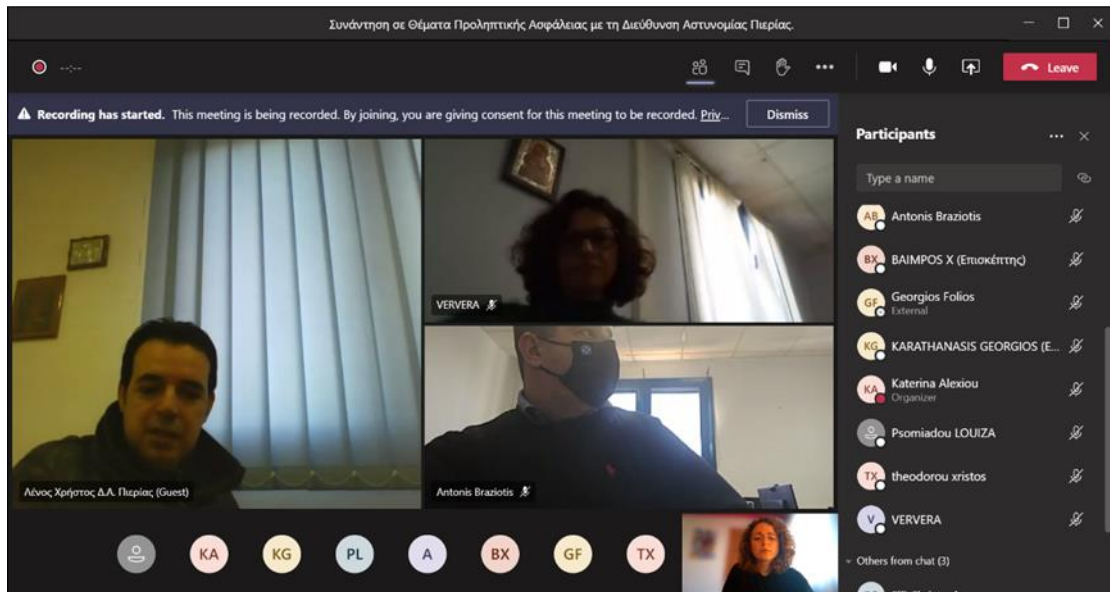 Συνάντηση σε Θέματα Προληπτικής Ασφάλειας με τη Διεύθυνση Αστυνομίας Πιερίας.
--:--
Leave
Recording has started. This meeting is being recorded. By joining, you are giving consent for this meeting to be recorded. Priv...
Dismiss
VERVERA
Λένος Χρήστος Δ.Α. Πιερίας (Guest)
Antonis Braziotis
KA
KG
PL
A
BX
GF
TX
Participants
Type a name
AB
Antonis Braziotis
BX
BAIMPOS X (Επισκέπτης)
GF
Georgios Folios
External
KG
KARATHANASIS GEORGIOS (E...
KA
Katerina Alexiou
Organizer
Psomiadou LOUIZA
TX
theodorou xristos
V
VERVERA
Others from chat (3)